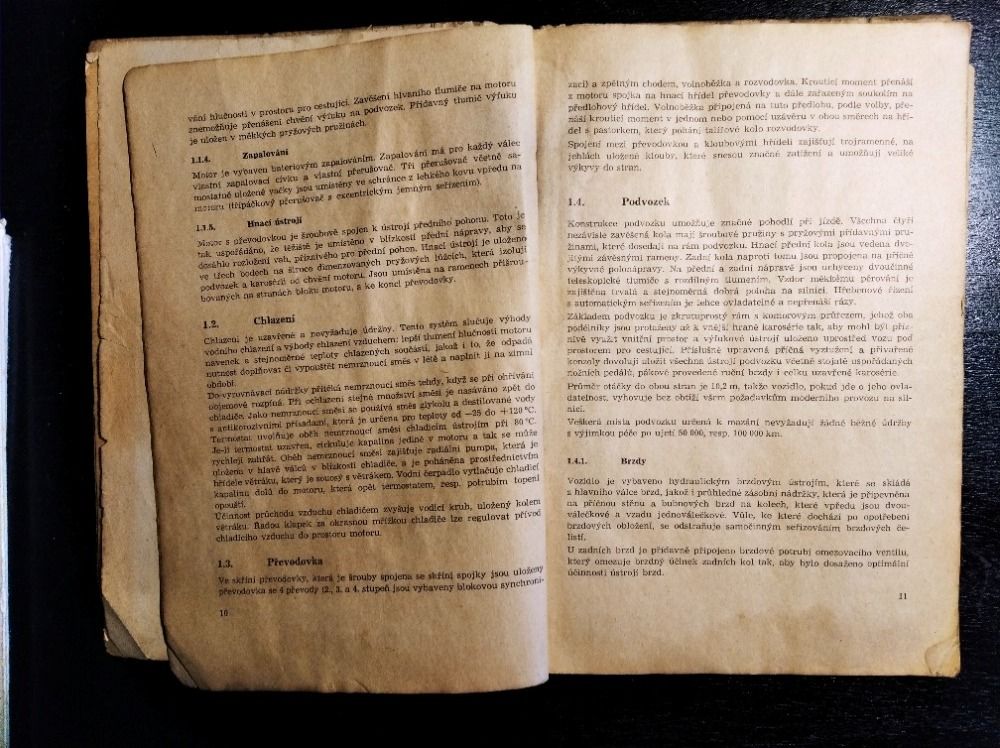 vání hlučnosti v prostoru pro cestující. Zavěšení hlavního tlumiče na motoru
znemožňuje přenášení chvění výfuku na podvozek. Přídavný tlumič výfuku
je uložen v měkkých pryžových pružinách.
1.1.4. Zapalování
Motor je vybaven bateriovým zapalováním. Zapalování má pro každý válec
vlastní zapalovací cívku a vlastní přerušovač. Tři přerušovače včetně sa-
mostatně uložené vačky jsou umístěny ve schránce z lehkého kovu vpředu na
motoru (třípáčkový přerušovač s excentrickým jemným seřízením).
1.1.5. Hnací ústrojí
Motor s převodovkou je šroubově spojen k ústrojí předního pohonu. Toto je
tak uspořádáno, že těžiště je umístěno v blízkosti přední nápravy, aby se
dosáhlo rozložení vah, příznivého pro přední pohon. Hnací ústrojí je uloženo
ve třech bodech na široce dimenzovaných pryžových lůžcích, která izolují
podvozek a karosérii od chvění motoru. Jsou umístěna na ramenech přišrou-
bovaných na stranách bloku motoru, a ke konci převodovky.
1.2. Chlazení
Chlazení je uzavřené a nevyžaduje údržby. Tento systém slučuje výhody
vodního chlazení a výhody chlazení vzduchem: lepší tlumení hlučnosti motoru
navenek a stejnoměrné teploty chlazených součástí, jakož i to, že odpadá
nutnost doplňovat či vypouštět nemrznoucí směs v létě a naplnit ji na zimní
období.
Do vyrovnávací nádržky přitéká nemrznoucí směs tehdy, když se při ohřívání
objemově rozpíná. Při ochlazení stejné množství směsi je nasáváno zpět do
chladiče. Jako nemrznoucí směsi se používá směs glykolu a destilované vody
s antikorozivními přísadami, která je určena pro teploty od −25 do +120 °C.
Termostat uvolňuje oběh nemrznoucí směsi chladicím ústrojím při 80 °C.
Je-li termostat uzavřen, cirkuluje kapalina jedině v motoru a tak se může
rychleji zahřát. Oběh nemrznoucí směsi zajišťuje radiální pumpa, která je
uložena v hlavě válců v blízkosti chladiče, a je poháněna prostřednictvím
hřídele větráku, který je souosý s větrákem. Vodní čerpadlo vytlačuje chladicí
kapalinu dolů do motoru, která opět termostatem, resp. potrubím topení
opouští.
Účinnost průchodu vzduchu chladičem zvyšuje vodicí kruh, uložený kolem
větráku. Řadou klapek za okrasnou mřížkou chladiče lze regulovat přívod
chladicího vzduchu do prostoru motoru.
1.3. Převodovka
Ve skříni převodovky, která je šrouby spojena se skříní spojky jsou uloženy
převodovka se 4 převody (2., 3. a 4. stupeň jsou vybaveny blokovou synchroni-
10
zací) a zpětným chodem, volnoběžka a rozvodovka. Kroutící moment přenáší
z motoru spojka na hnací hřídel převodovky a dále zařazeným soukolím na
předlohový hřídel. Volnoběžka připojená na tuto předlohu, podle volby, pře-
náší kroutící moment v jednom nebo pomocí uzávěru v obou směrech na hří-
del s pastorkem, který pohání talířové kolo rozvodovky.
Spojení mezi převodovkou a kloubovými hřídeli zajišťují trojramenné, na
jehlách uložené klouby, které snesou značné zatížení a umožňují veliké
výkyvy do stran.
1.4. Podvozek
Konstrukce podvozku umožňuje značné pohodlí při jízdě. Všechna čtyři
nezávisle zavěšená kola mají šroubové pružiny s pryžovými přídavnými pru-
žinami, které dosedají na rám podvozku. Hnací přední kola jsou vedena dvo-
jitými závěsnými rameny. Zadní kola naproti tomu jsou propojena na příčné
výkyvné polonápravy. Na přední a zadní nápravě jsou uchyceny dvoučinné
teleskopické tlumiče s rozdílným tlumením. Vzdor měkkému pérování je
zajištěna trvalá a stejnoměrná dobrá poloha na silnici. Hřebenové řízení
s automatickým seřízením je lehce ovladatelné a nepřenáší rázy.
Základem podvozku je zkrutuprostý rám s komorovým průřezem, jehož oba
podélníky jsou protaženy až k vnější hraně karosérie tak, aby mohl být příz-
nivě využit vnitřní prostor a výfukové ústrojí uloženo uprostřed vozu pod
prostorem pro cestující. Příslušně upravená příčná vyztužení a přivařené
konzoly dovolují uložit všechna ústrojí podvozku včetně stojatě uspořádaných
nožních pedálů, pákové provedené ruční brzdy i celku uzavřené karosérie.
Průměr otáčky do obou stran je 10,2 m, takže vozidlo, pokud jde o jeho ovla-
datelnost, vyhovuje bez obtíží všem požadavkům moderního provozu na sil-
nici.
Veškerá místa podvozku určená k mazání nevyžadují žádné běžné údržby
s výjimkou péče po ujetí 50 000, resp. 100 000 km.
1.4.1. Brzdy
Vozidlo je vybaveno hydraulickým brzdovým ústrojím, které se skládá
z hlavního válce brzd, jakož i průhledné zásobní nádržky, která je připevněna
na příčnou stěnu a bubnových brzd na kolech, které vpředu jsou dvou-
válečkové a vzadu jednoválečkové. Vůle, ke které dochází po opotřebení
brzdových obložení, se odstraňuje samočinným seřizováním brzdových če-
listí.
U zadních brzd je přídavně připojeno brzdové potrubí omezovacího ventilu,
který omezuje brzdný účinek zadních kol tak, aby bylo dosaženo optimální
účinnosti ústrojí brzd.
11